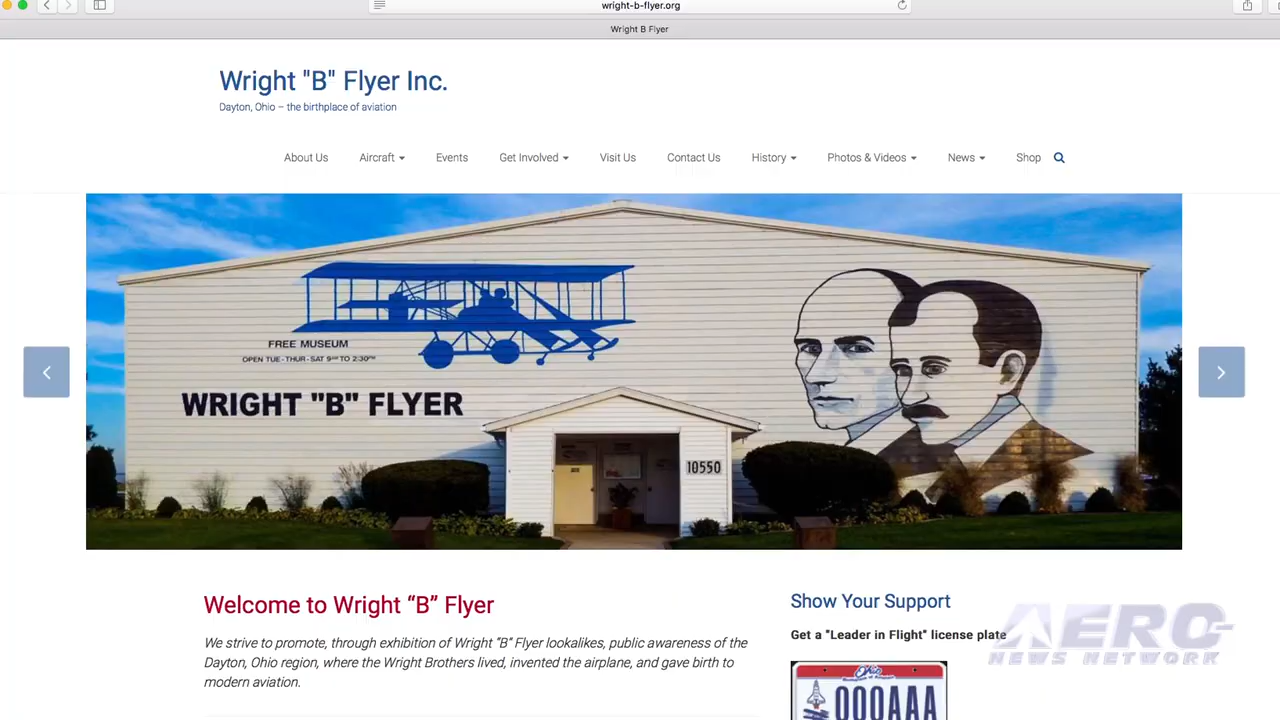 wright-b-flyer.org
Wright B Flyer
Wright "B" Flyer Inc.
Dayton, Ohio – the birthplace of aviation
About Us Aircraft Events Get Involved Visit Us Contact Us History Photos & Videos News Shop
FREE MUSEUM
OPEN TUE-THUR-SAT 9AM TO 2:30PM
WRIGHT "B" FLYER
10550
Welcome to Wright “B” Flyer
We strive to promote, through exhibition of Wright “B” Flyer lookalikes, public awareness of the
Dayton, Ohio region, where the Wright Brothers lived, invented the airplane, and gave birth to
modern aviation.
Show Your Support
Get a "Leader in Flight" license plate
Ohio
000AAA
AERO
NEWS NETWORK